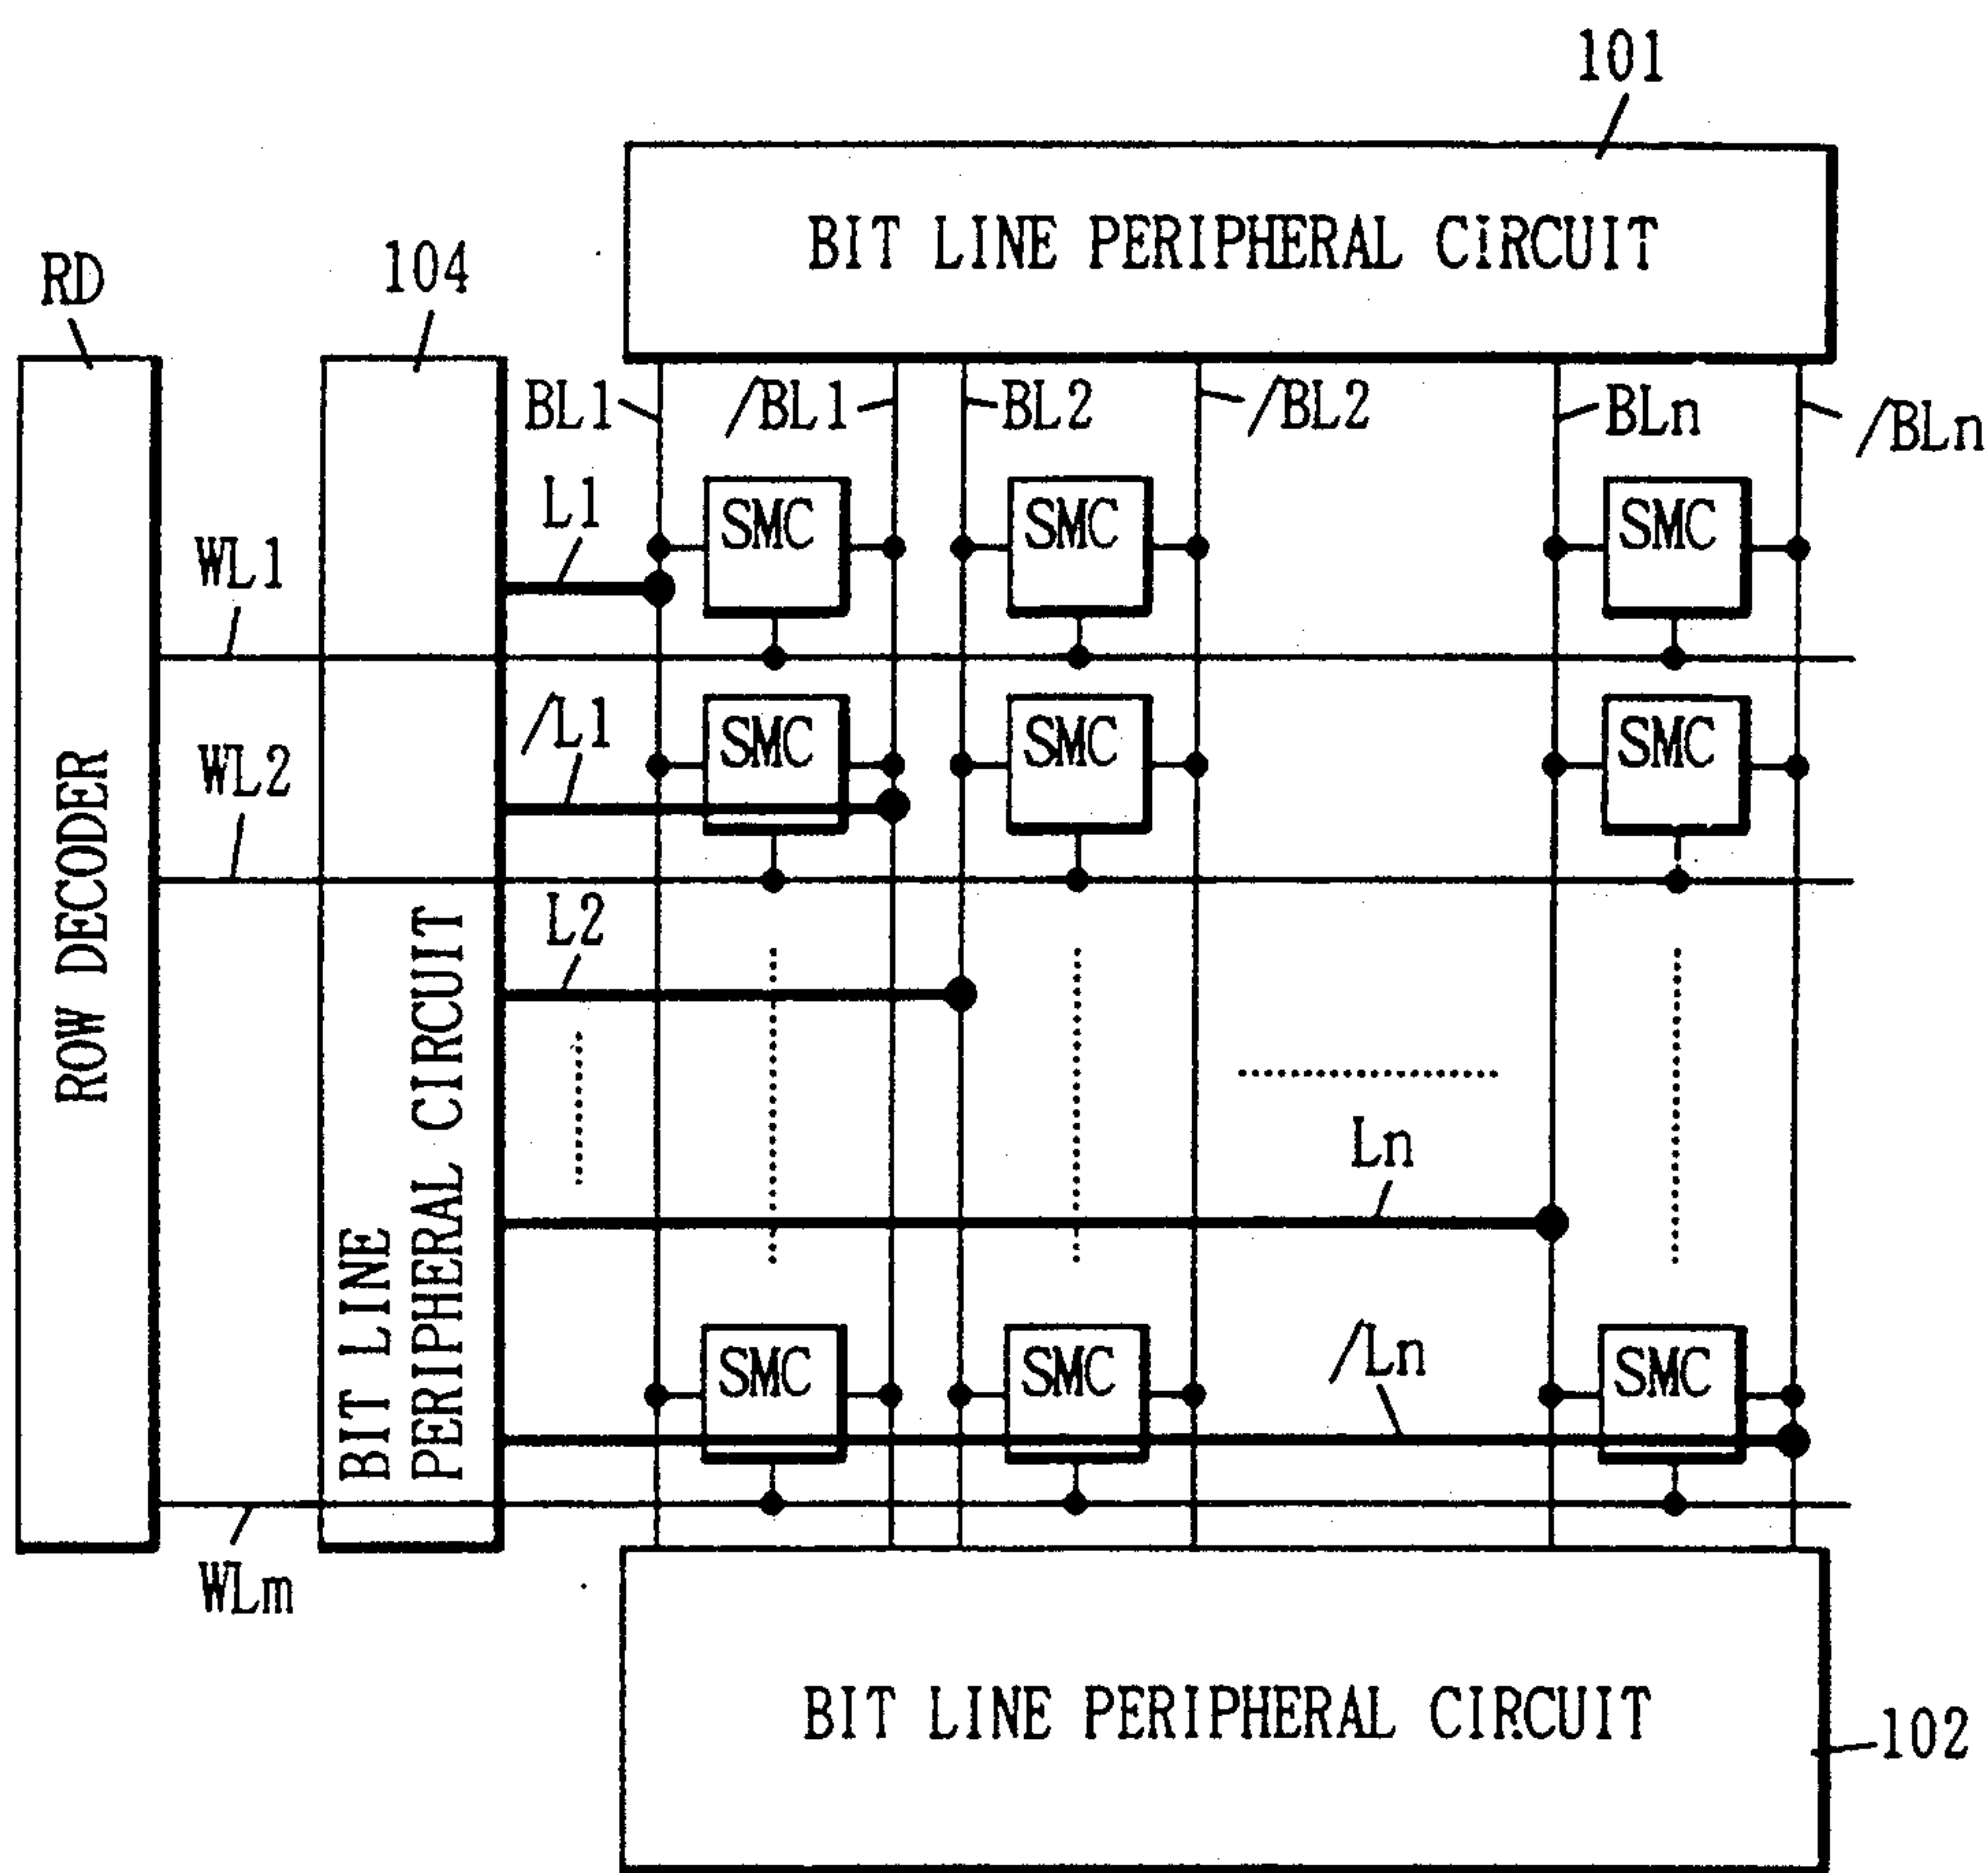 101
BIT LINE PERIPHERAL CIRCUIT
RD
104
BL1
/BL1
BL2
/BL2
BLn
/BLn
L1
SMC
SMC
SMC
WL1
/L1
SMC
SMC
SMC
WL2
ROW DECODER
BIT LINE
PERIPHERAL CIRCUIT
L2
Ln
SMC
SMC
/Ln
SMC
WLm
BIT LINE PERIPHERAL CIRCUIT
102